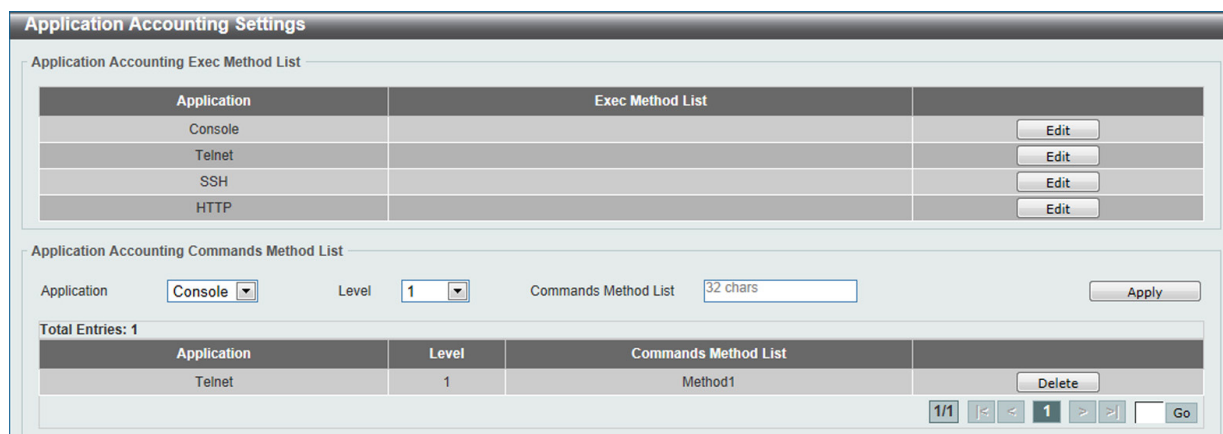 Application Accounting Settings
Application Accounting Exec Method List
Application Exec Method List
Console Edit
Telnet Edit
SSH Edit
HTTP Edit
Application Accounting Commands Method List
Application Console Level 1 Commands Method List 32 chars Apply
Total Entries: 1
Application Level Commands Method List
Telnet 1 Method1 Delete
1/1 |< < 1 > >| Go